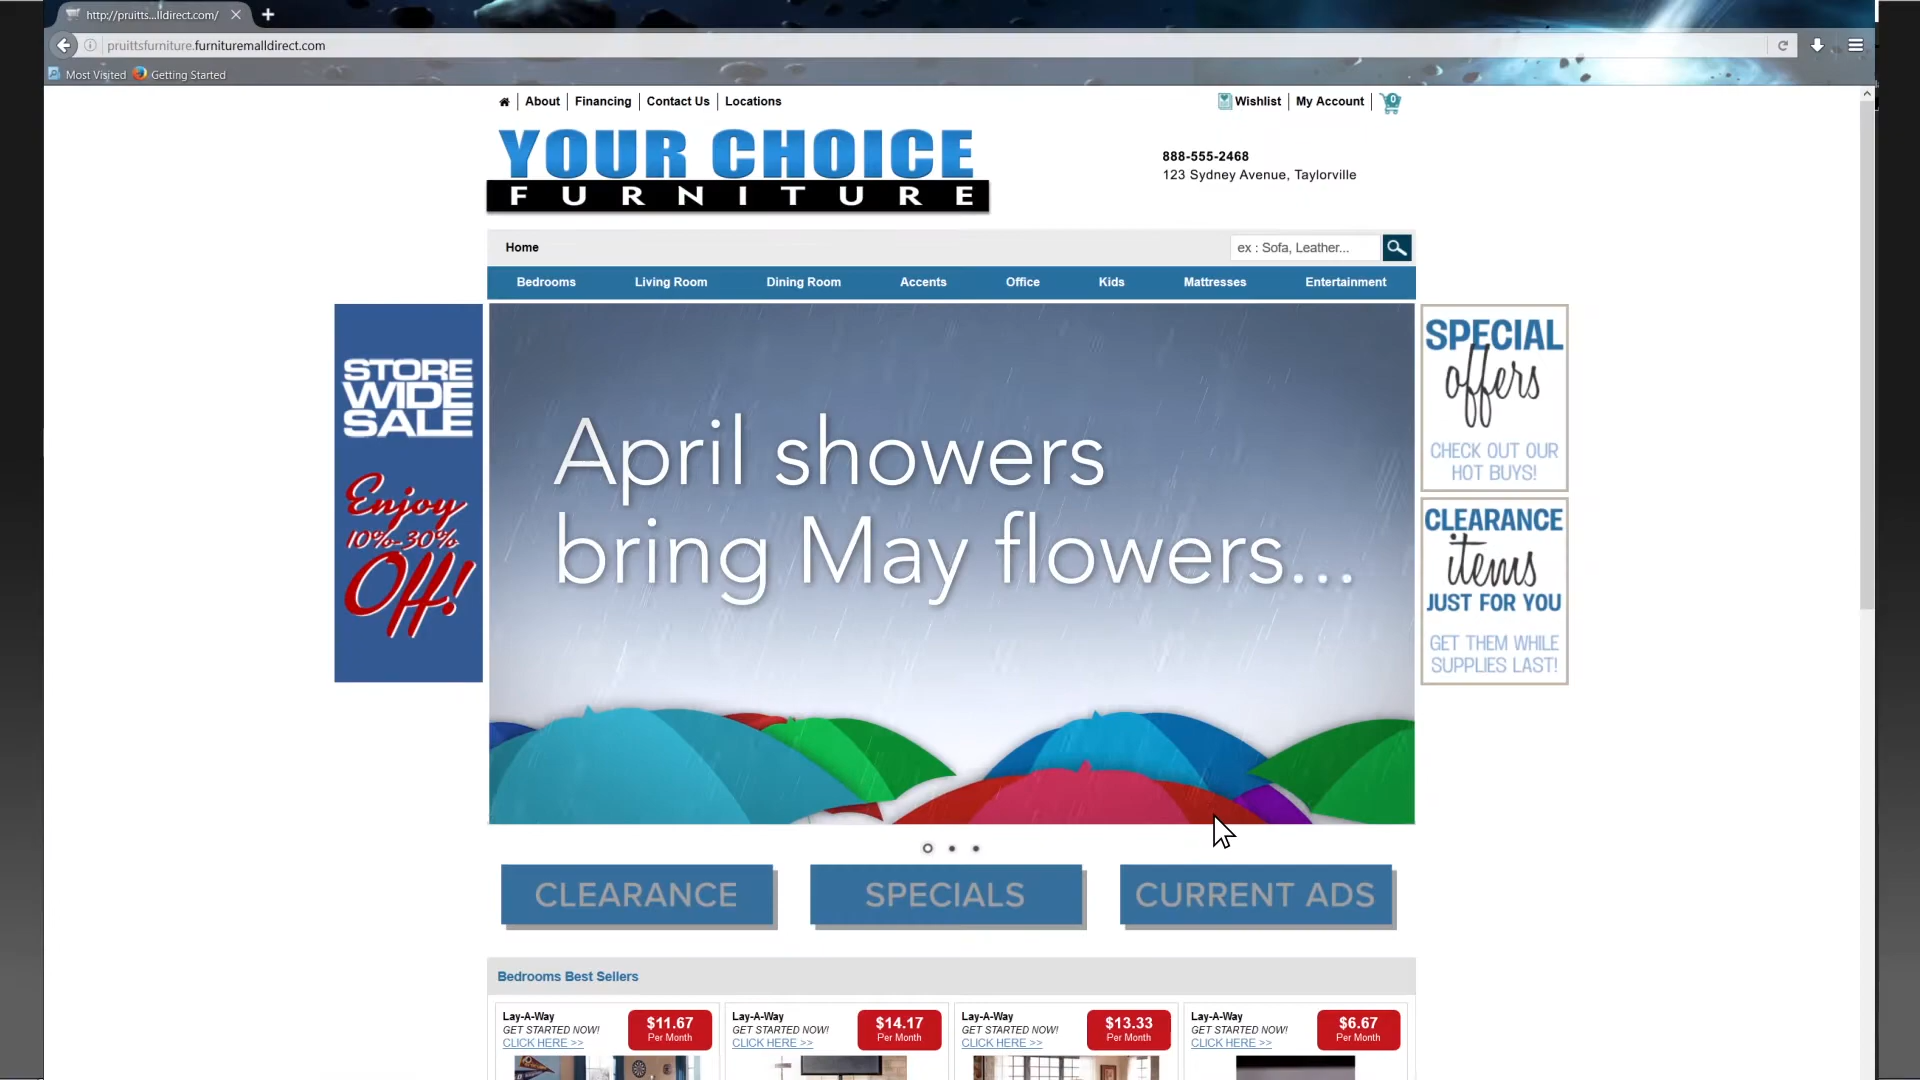 http://pruitts...lldirect.com/
pruittsfurniture.furnituremalldirect.com
Most Visited Getting Started
About Financing Contact Us Locations
Wishlist My Account 0
YOUR CHOICE
FURNITURE
888-555-2468
123 Sydney Avenue, Taylorville
Home
ex : Sofa, Leather...
Bedrooms Living Room Dining Room Accents Office Kids Mattresses Entertainment
STORE
WIDE
SALE
Enjoy
10%-30%
Off!
April showers
bring May flowers...
SPECIAL
offers
CHECK OUT OUR
HOT BUYS!
CLEARANCE
items
JUST FOR YOU
GET THEM WHILE
SUPPLIES LAST!
CLEARANCE SPECIALS CURRENT ADS
Bedrooms Best Sellers
Lay-A-Way
GET STARTED NOW!
CLICK HERE >>
$11.67
Per Month
Lay-A-Way
GET STARTED NOW!
CLICK HERE >>
$14.17
Per Month
Lay-A-Way
GET STARTED NOW!
CLICK HERE >>
$13.33
Per Month
Lay-A-Way
GET STARTED NOW!
CLICK HERE >>
$6.67
Per Month